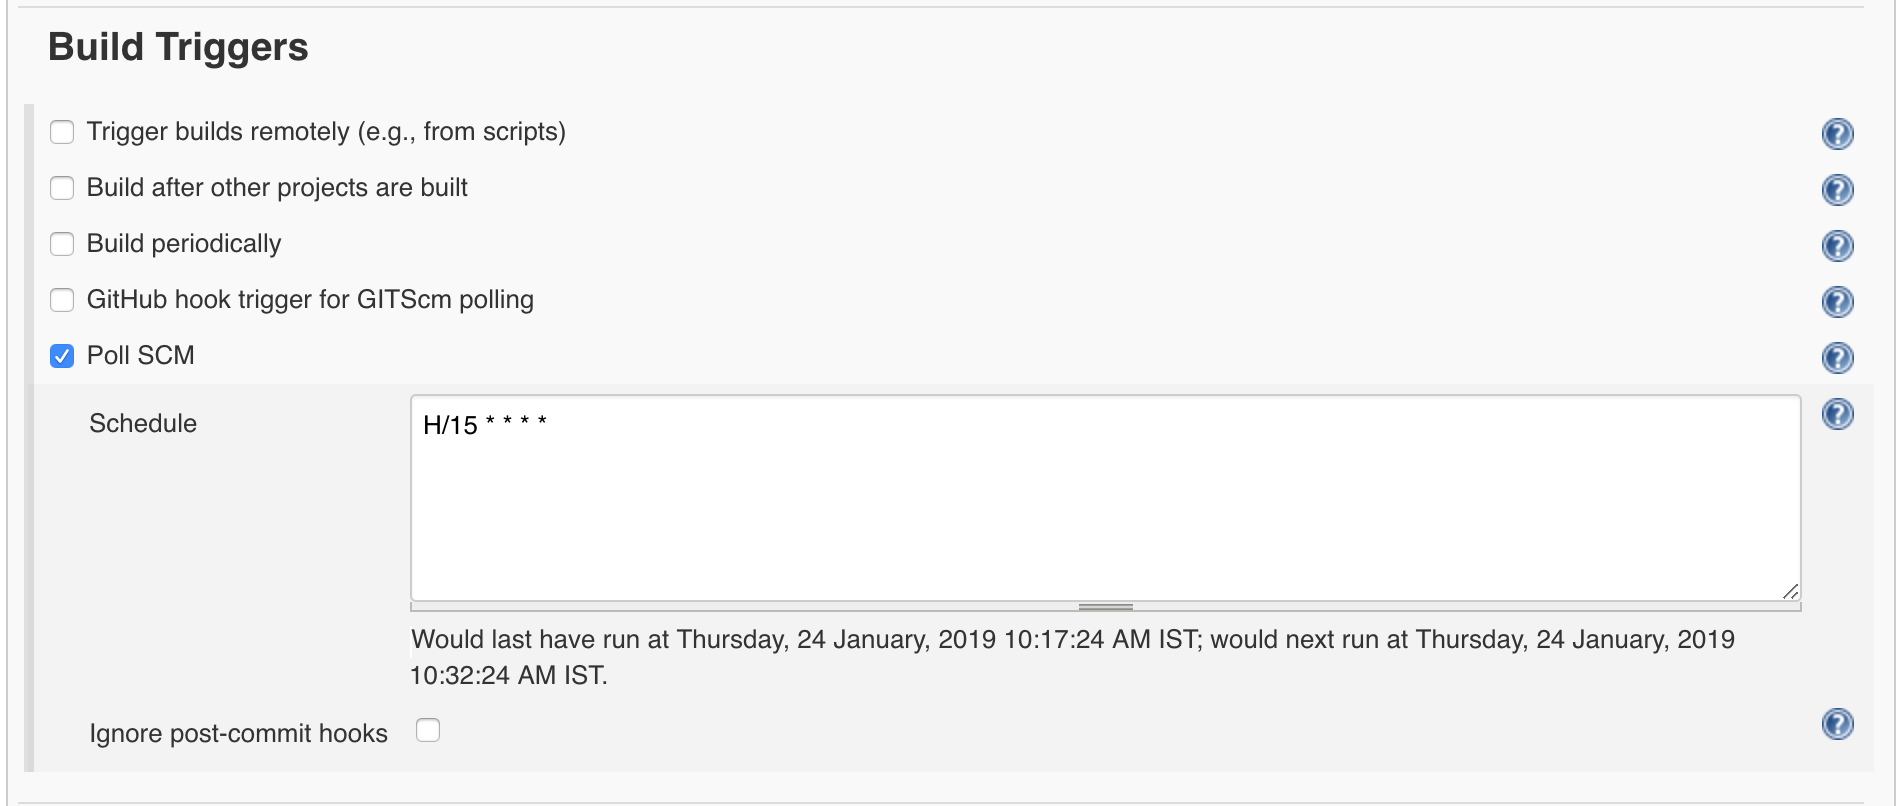 Build Triggers
Trigger builds remotely (e.g., from scripts)
?
Build after other projects are built
?
Build periodically
?
GitHub hook trigger for GITScm polling
?
Poll SCM
?
Schedule
H/15 * * * *
?
Would last have run at Thursday, 24 January, 2019 10:17:24 AM IST; would next run at Thursday, 24 January, 2019
10:32:24 AM IST.
Ignore post-commit hooks
?